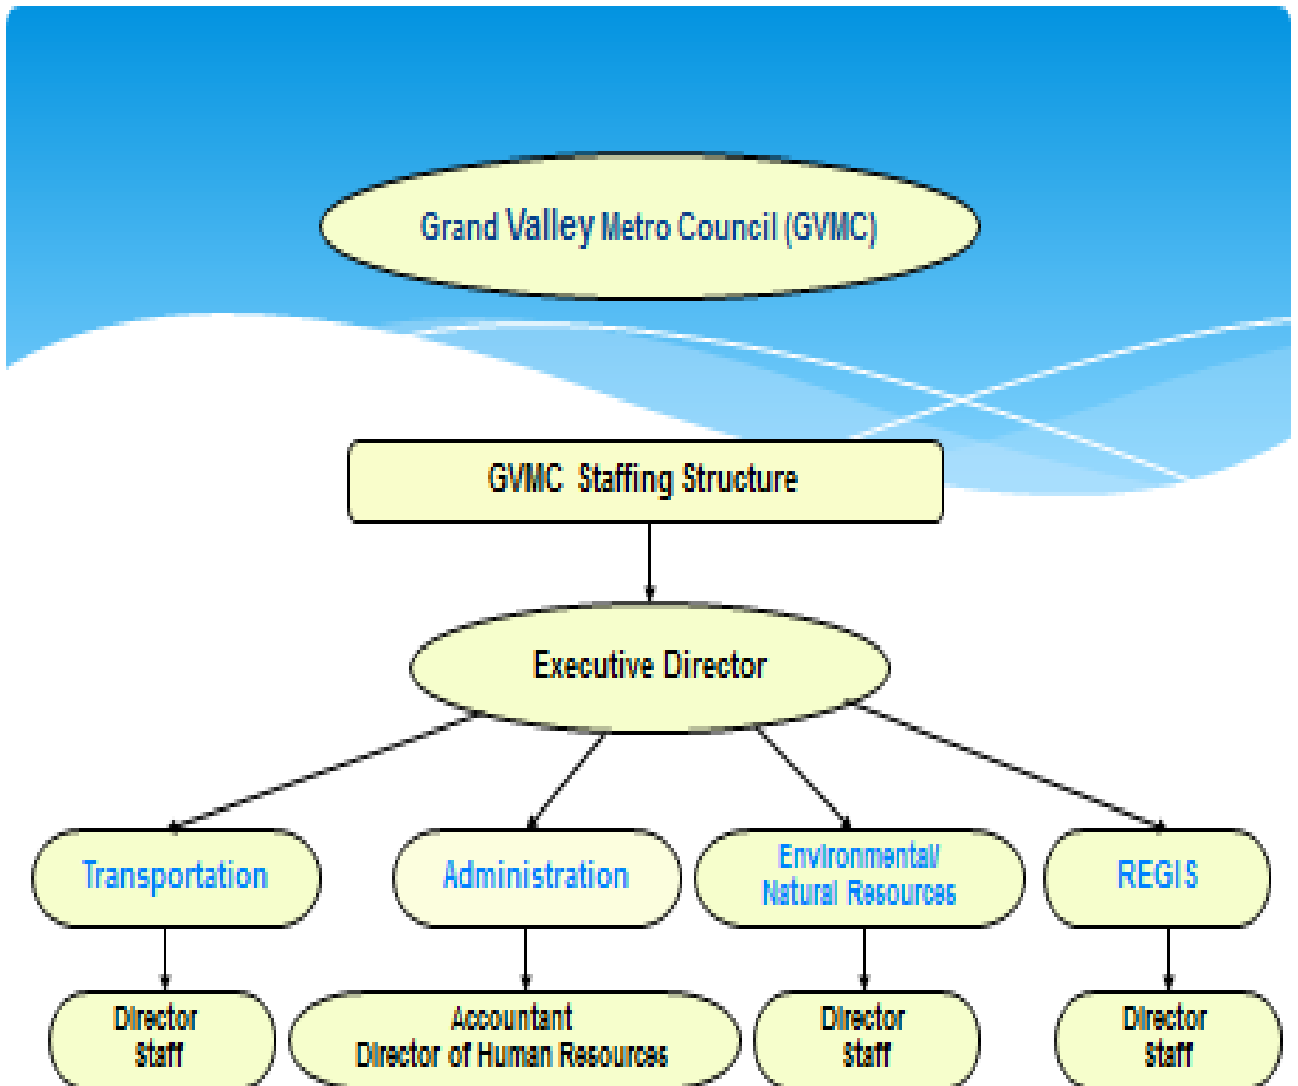 Grand Valley Metro Council (GVMC)
GVMC Staffing Structure
Executive Director
Transportation
Administration
Environmental/
Natural Resources
REGIS
Director
Staff
Accountant
Director of Human Resources
Director
Staff
Director
staff